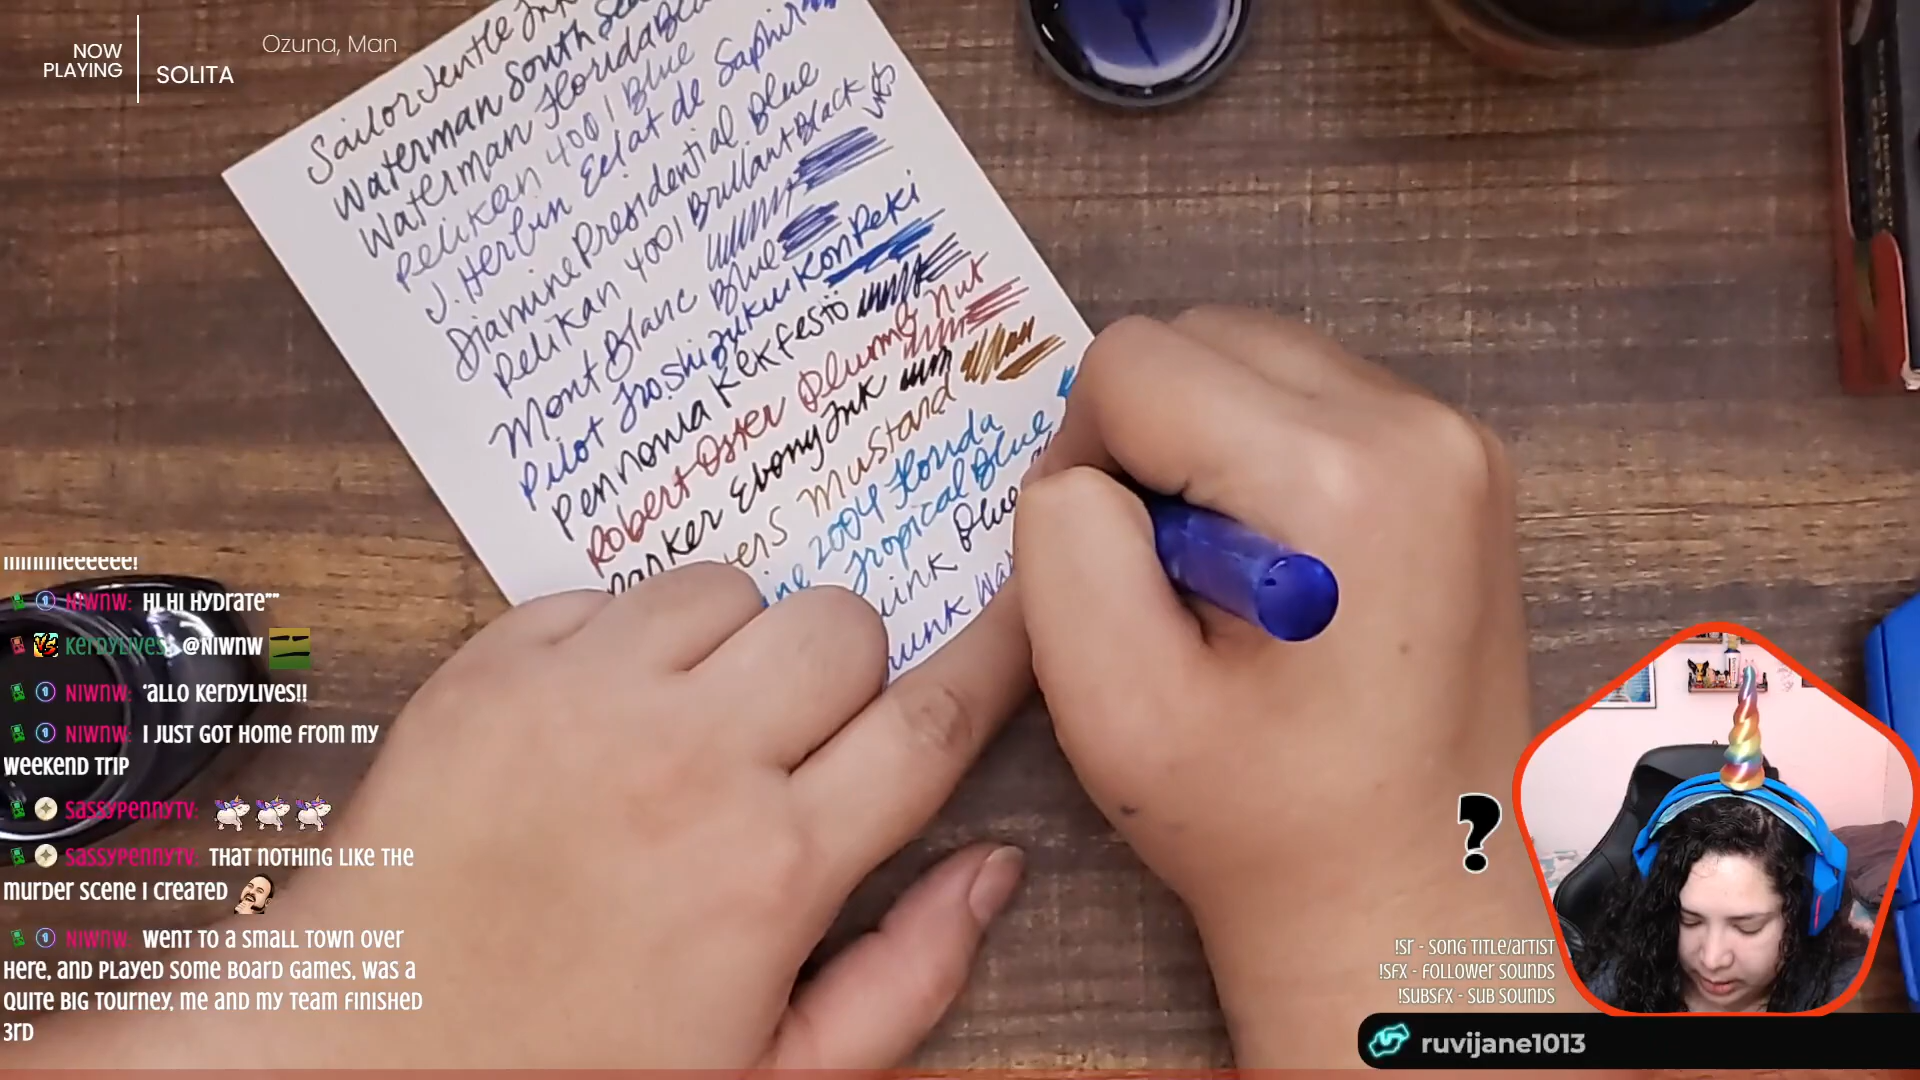 NOW PLAYING
SOLITA
Ozuna, Man
Sailor Jentle Ink
Waterman South Sea
Waterman Florida Blu
Pelikan 4001 Blue
J. Herbin Eclat de Saphir
Diamine Presidential Blue
Pelikan 4001 Brillant Black
Mont Blanc Blue
Pilot Iroshizuku Kon Peki
Pennonia Kékfestő
Robert Oster Plumb Nut
Parker Ebony Ink
Mustard
2004 Florida
Tropical Blue
Blue
NIWNW: HI HI HYDRATE""
KERDYLIVES: @NIWNW
NIWNW: 'ALLO KERDYLIVES!!
NIWNW: I JUST GOT HOME FROM MY
WEEKEND TRIP
SASSYPENNYTV:
SASSYPENNYTV: THAT NOTHING LIKE THE
MURDER SCENE I CREATED
NIWNW: WENT TO A SMALL TOWN OVER
HERE, AND PLAYED SOME BOARD GAMES, WAS A
QUITE BIG TOURNEY, ME AND MY TEAM FINISHED
3RD
?
!SR - SONG TITLE/ARTIST
!SFX - FOLLOWER SOUNDS
!SUBSFX - SUB SOUNDS
ruvijane1013